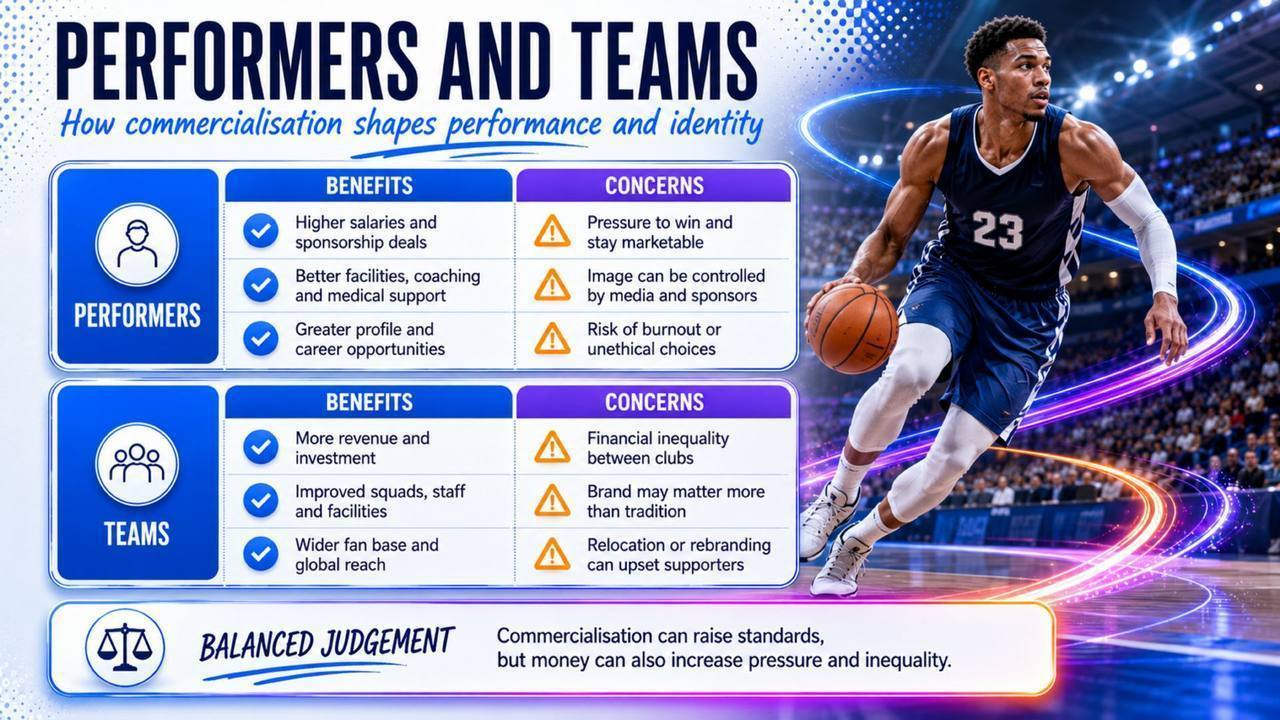 PERFORMERS AND TEAMS
How commercialisation shapes performance and identity
PERFORMERS
BENEFITS
CONCERNS
Higher salaries and
sponsorship deals
Pressure to win and
stay marketable
Better facilities, coaching
and medical support
Image can be controlled
by media and sponsors
Greater profile and
career opportunities
Risk of burnout or
unethical choices
TEAMS
BENEFITS
CONCERNS
More revenue and
investment
Financial inequality
between clubs
Improved squads, staff
and facilities
Brand may matter more
than tradition
Wider fan base and
global reach
Relocation or rebranding
can upset supporters
BALANCED JUDGEMENT
Commercialisation can raise standards,
but money can also increase pressure and inequality.
23